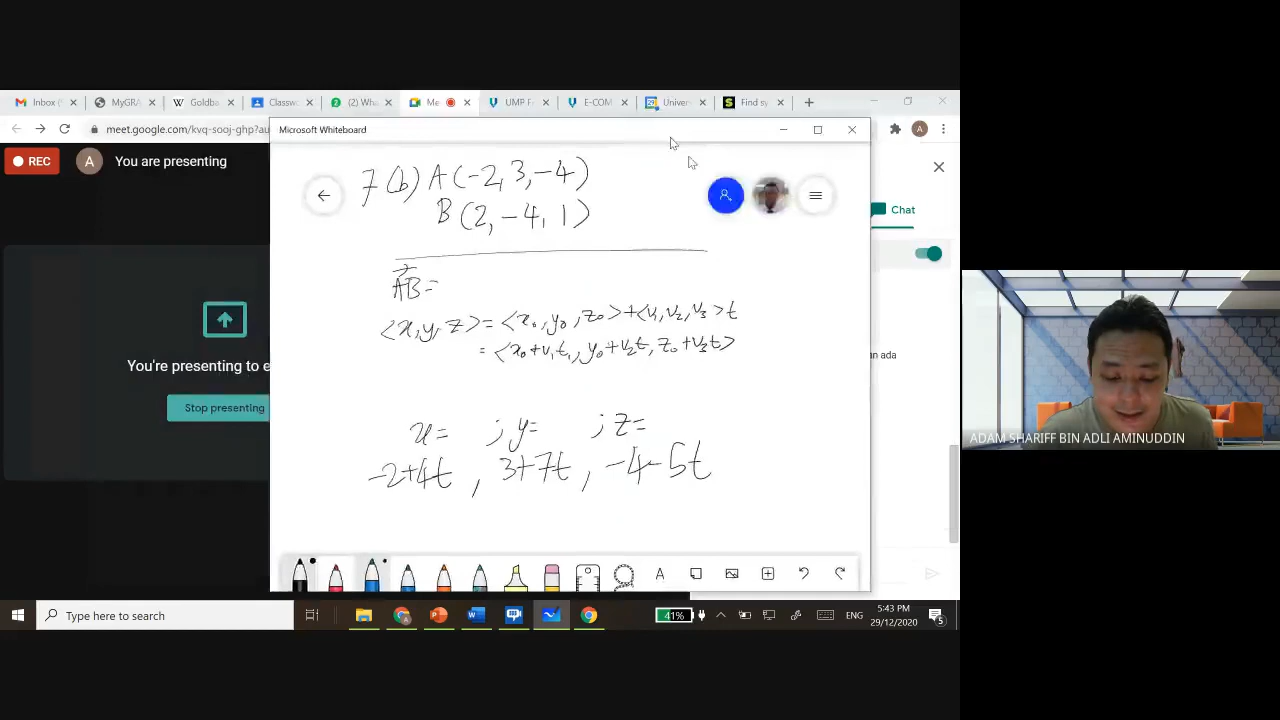 Inbox (
MyGRA
Goldba
Classwo
(2) Wha
Me
UMP F
E-COM
Univer
Find sy
meet.google.com/kvq-sooj-ghp?au
Microsoft Whiteboard
REC
A
You are presenting
7(b) A(-2, 3, -4)
B(2, -4, 1)
Chat
AB⃗ =
<x, y, z> = <x₀, y₀, z₀> + <v₁, v₂, v₃>t
= <x₀+v₁t, y₀+v₂t, z₀+v₃t>
an ada
You're presenting to e
Stop presenting
x= ; y= ; z=
-2+4t , 3+7t , -4-5t
ADAM SHARIFF BIN ADLI AMINUDDIN
A
Type here to search
41%
ENG
5:43 PM
29/12/2020
5